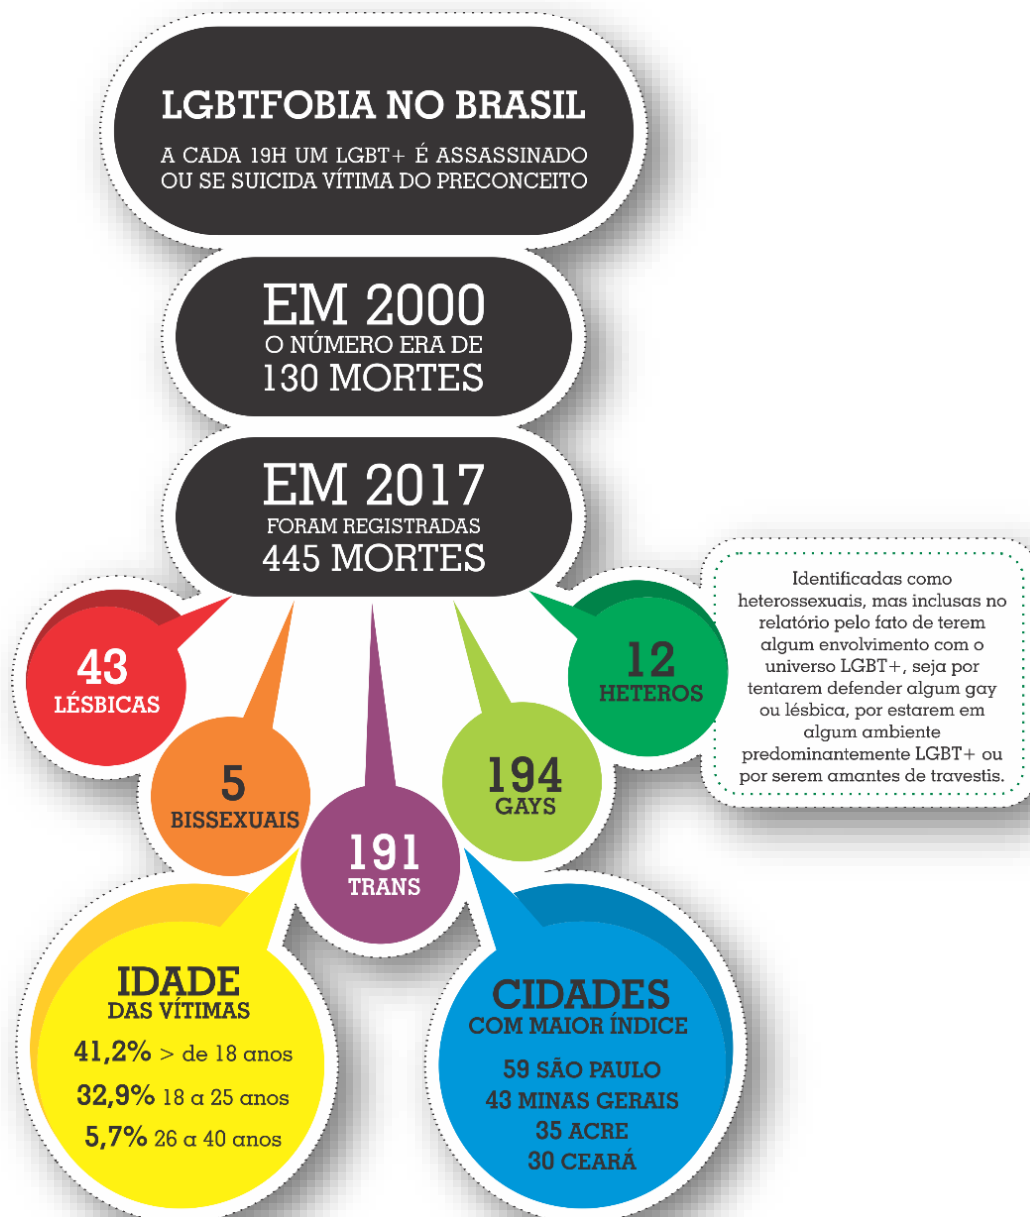 LGBTFOBIA NO BRASIL
A CADA 19H UM LGBT+ É ASSASSINADO
OU SE SUICIDA VÍTIMA DO PRECONCEITO
EM 2000
O NÚMERO ERA DE
130 MORTES
EM 2017
FORAM REGISTRADAS
445 MORTES
43
LÉSBICAS
5
BISSEXUAIS
191
TRANS
194
GAYS
12
HETEROS
Identificadas como
heterossexuais, mas inclusas no
relatório pelo fato de terem
algum envolvimento com o
universo LGBT+, seja por
tentarem defender algum gay
ou lésbica, por estarem em
algum ambiente
predominantemente LGBT+ ou
por serem amantes de travestis.
IDADE
DAS VÍTIMAS
41,2% > de 18 anos
32,9% 18 a 25 anos
5,7% 26 a 40 anos
CIDADES
COM MAIOR ÍNDICE
59 SÃO PAULO
43 MINAS GERAIS
35 ACRE
30 CEARÁ